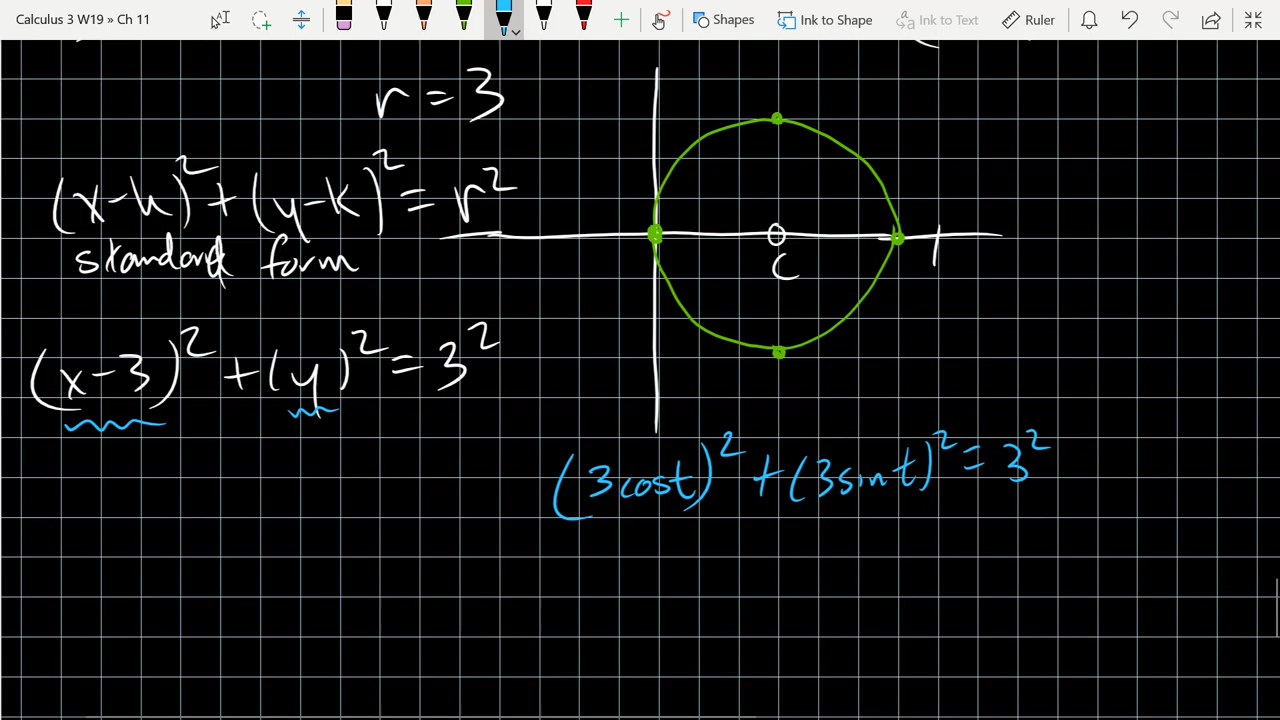 Calculus 3 W19 » Ch 11
Shapes
Ink to Shape
Ink to Text
Ruler
r = 3
(x-h)² + (y-k)² = r²
standard form
C
(x-3)² + (y)² = 3²
(3cost)² + (3sint)² = 3²